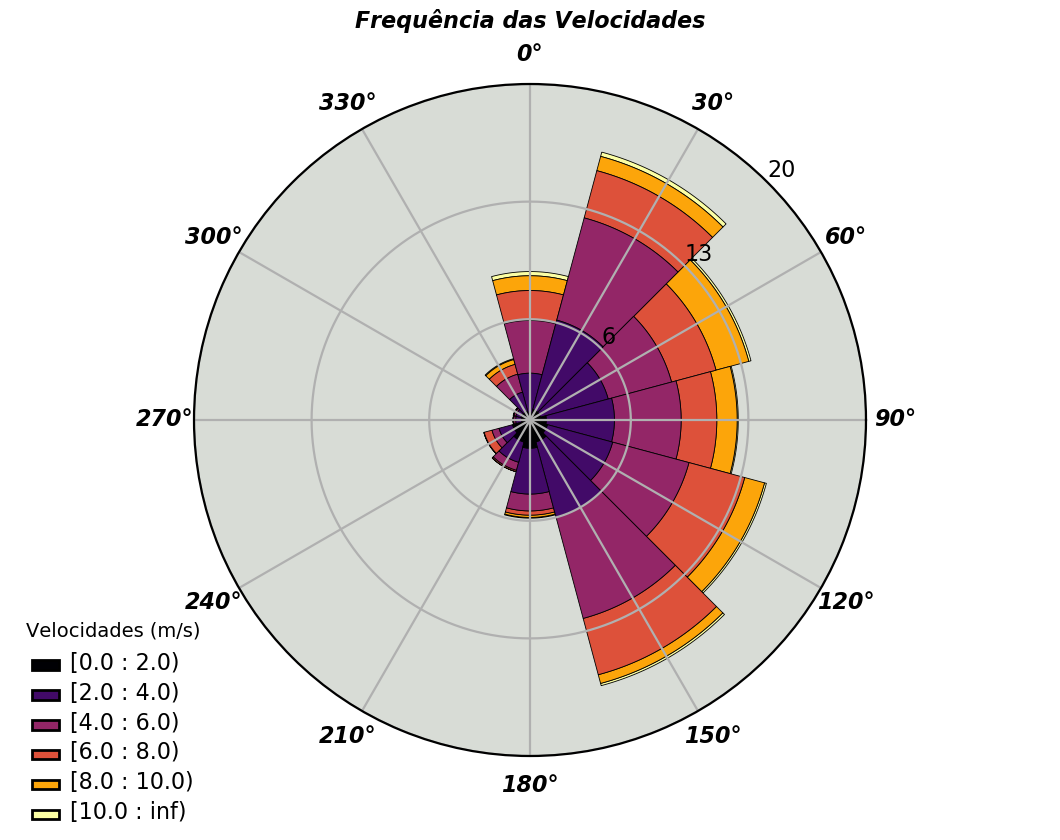 Frequência das Velocidades
0°
330°
30°
20
300°
60°
13
6
270°
90°
240°
120°
210°
150°
180°
Velocidades (m/s)
[0.0 : 2.0)
[2.0 : 4.0)
[4.0 : 6.0)
[6.0 : 8.0)
[8.0 : 10.0)
[10.0 : inf)